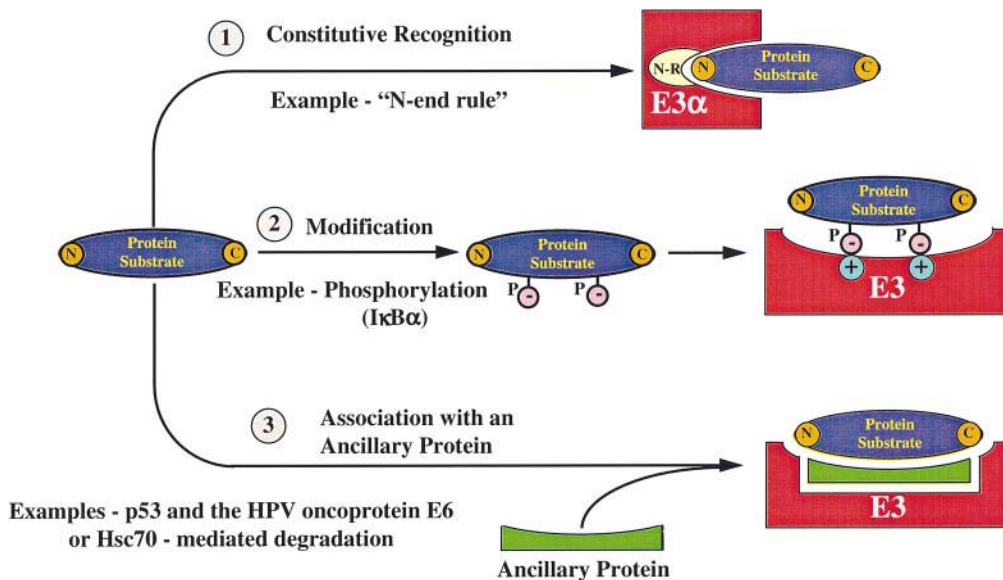 1 Constitutive Recognition
Example - “N-end rule”
N-R N Protein Substrate C
E3α
N Protein Substrate C
2 Modification
Example - Phosphorylation
(IκBα)
N Protein Substrate C
P - P -
N Protein Substrate C
P - P -
+ +
E3
3 Association with an
Ancillary Protein
Examples - p53 and the HPV oncoprotein E6
or Hsc70 - mediated degradation
Ancillary Protein
N Protein Substrate C
E3